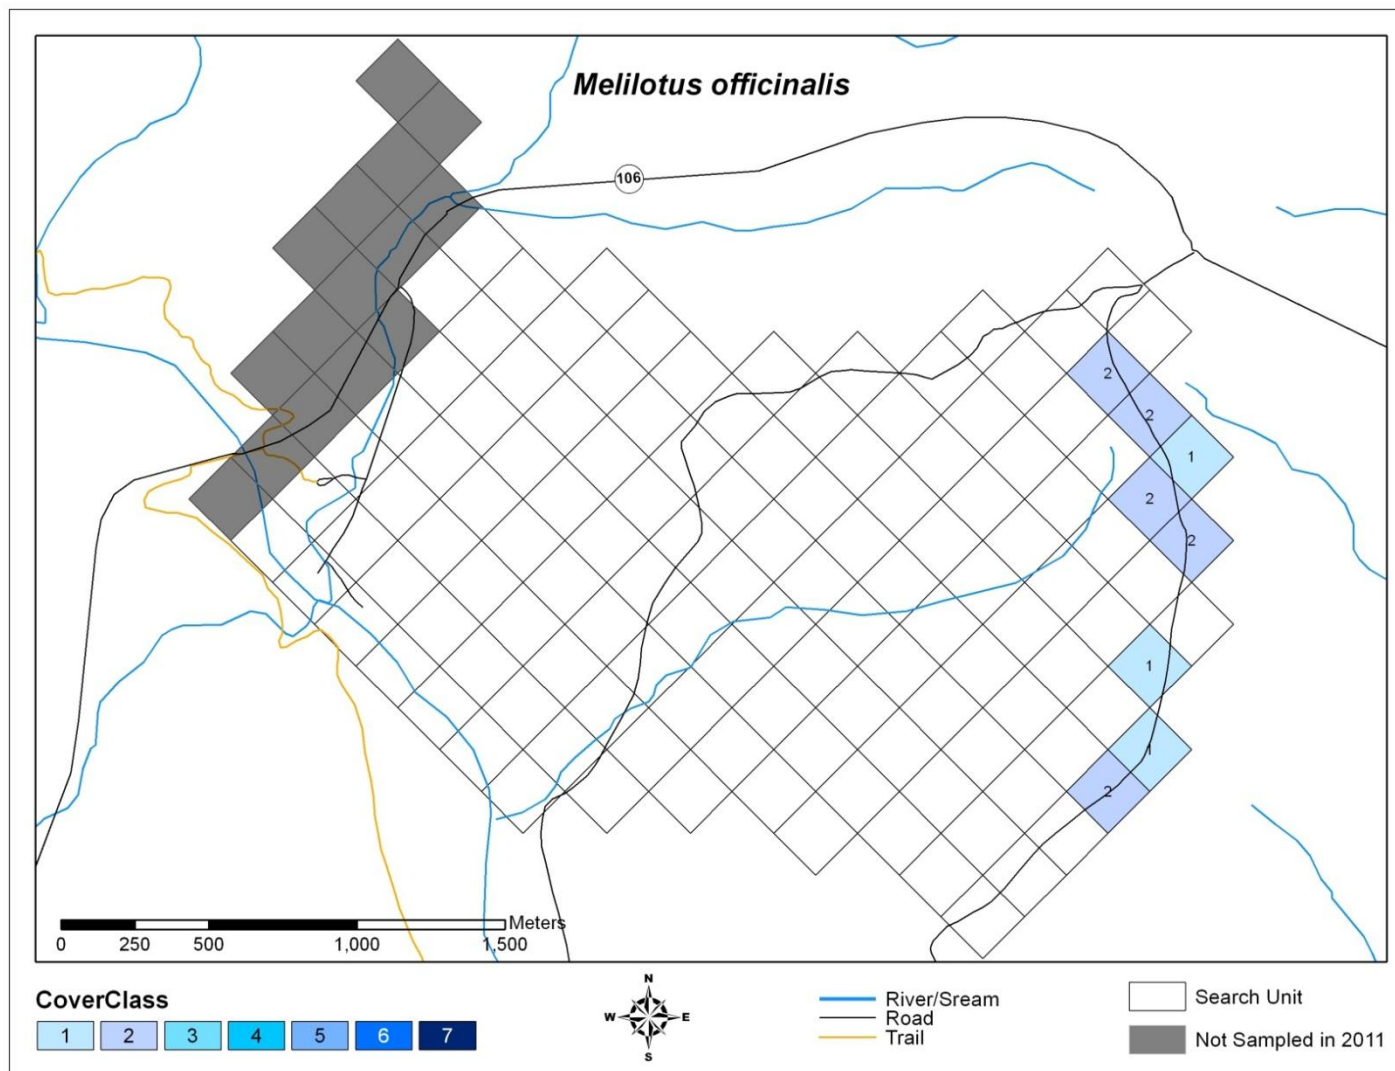 Melilotus officinalis
106
2
2
1
2
2
1
1
2
Meters
0 250 500 1,000 1,500
CoverClass
1 2 3 4 5 6 7
N
W E
S
River/Sream
Road
Trail
Search Unit
Not Sampled in 2011